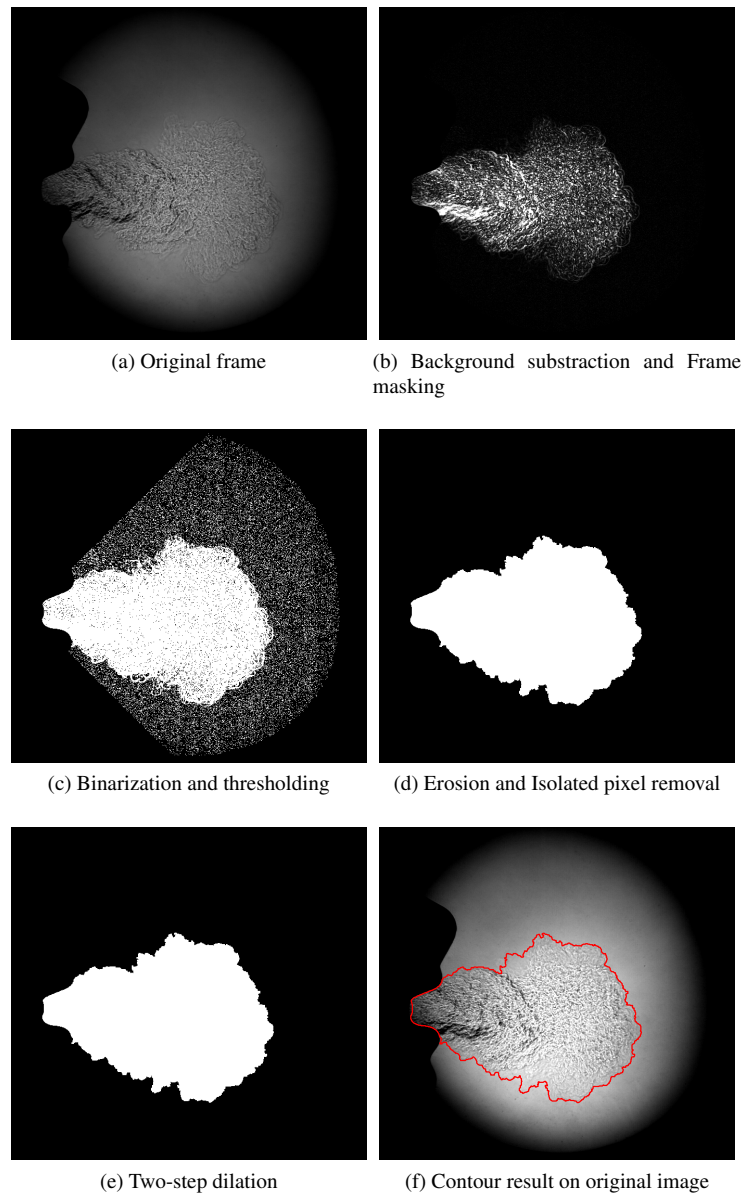 (a) Original frame
(b) Background substraction and Frame
masking
(c) Binarization and thresholding
(d) Erosion and Isolated pixel removal
(e) Two-step dilation
(f) Contour result on original image